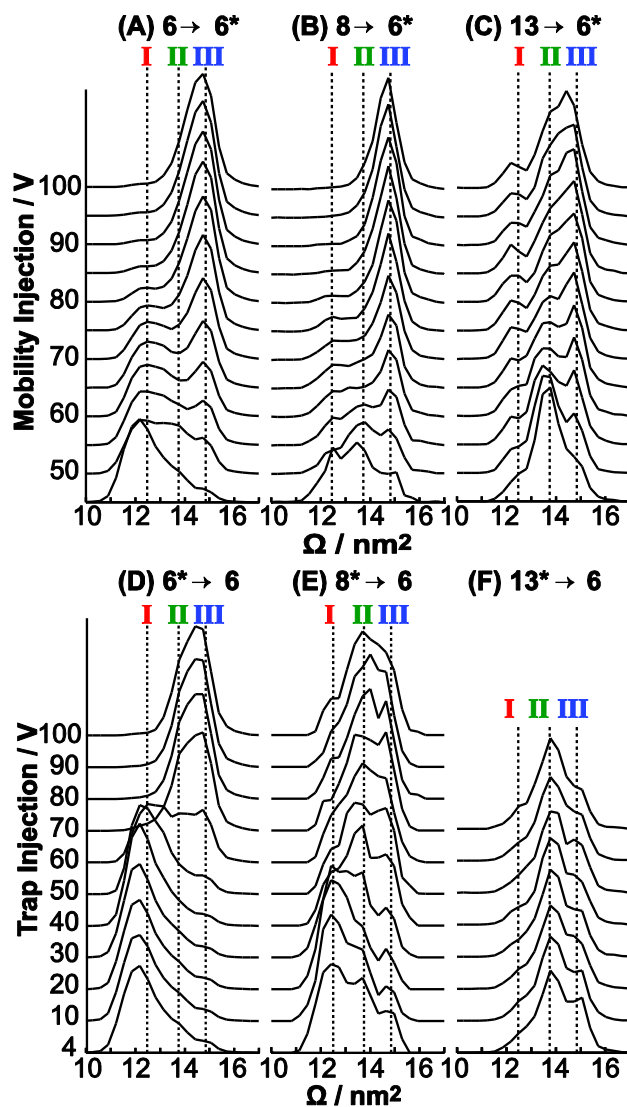 (A) 6→ 6* (B) 8→ 6* (C) 13→ 6*
I II III I II III I II III
Mobility Injection / V
100
90
80
70
60
50
10 12 14 16 10 12 14 16 10 12 14 16
Ω / nm²
(D) 6*→ 6 (E) 8*→ 6 (F) 13*→ 6
I II III I II III
I II III
Trap Injection / V
100
90
80
70
60
50
40
30
20
10
4
10 12 14 16 10 12 14 16 10 12 14 16
Ω / nm²